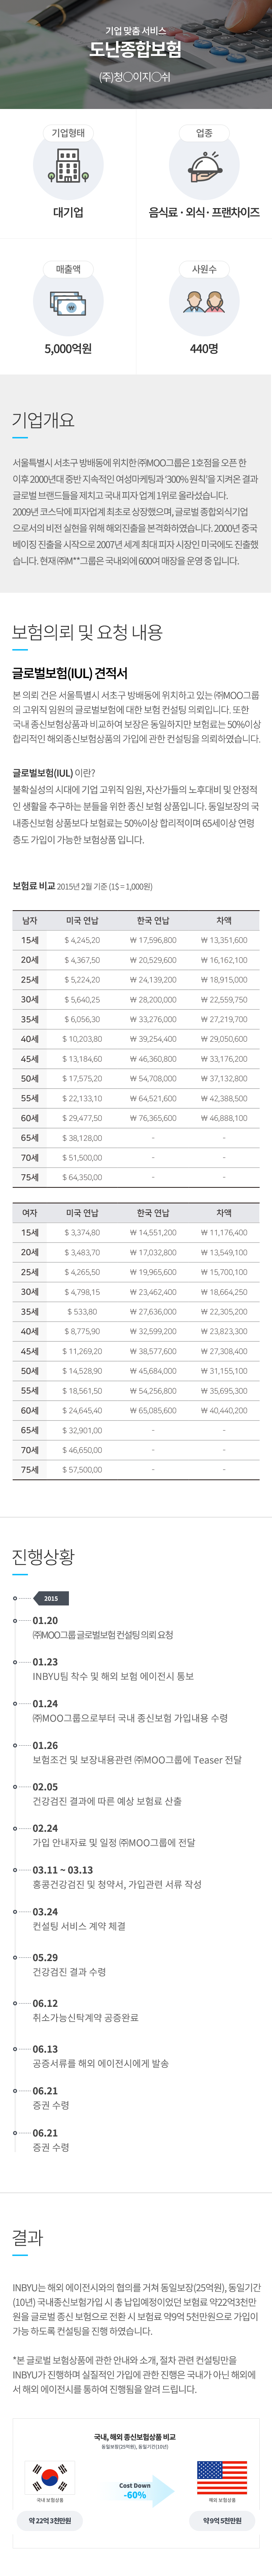 기업 맞춤 서비스
도난종합보험
(주)청○이지○쉬
기업형태
대기업
업종
음식료 · 외식 · 프랜차이즈
매출액
5,000억원
사원수
440명
기업개요
서울특별시 서초구 방배동에 위치한 ㈜MOO그룹은 1호점을 오픈 한
이후 2000년대 중반 지속적인 여성마케팅과 '300% 원칙'을 지켜온 결과
글로벌 브랜드들을 제치고 국내 피자 업계 1위로 올라섰습니다.
2009년 코스닥에 피자업계 최초로 상장했으며, 글로벌 종합외식기업
으로서의 비전 실현을 위해 해외진출을 본격화하였습니다. 2000년 중국
베이징 진출을 시작으로 2007년 세계 최대 피자 시장인 미국에도 진출했
습니다. 현재 ㈜M**그룹은 국내외에 600여 매장을 운영 중 입니다.
보험의뢰 및 요청 내용
글로벌보험(IUL) 견적서
본 의뢰 건은 서울특별시 서초구 방배동에 위치하고 있는 ㈜MOO그룹
의 고위직 임원의 글로벌보험에 대한 보험 컨설팅 의뢰입니다. 또한
국내 종신보험상품과 비교하여 보장은 동일하지만 보험료는 50%이상
합리적인 해외종신보험상품의 가입에 관한 컨설팅을 의뢰하였습니다.
글로벌보험(IUL) 이란?
불확실성의 시대에 기업 고위직 임원, 자산가들의 노후대비 및 안정적
인 생활을 추구하는 분들을 위한 종신 보험 상품입니다. 동일보장의 국
내종신보험 상품보다 보험료는 50%이상 합리적이며 65세이상 연령
층도 가입이 가능한 보험상품 입니다.
보험료 비교 2015년 2월 기준 (1$ = 1,000원)
남자 미국 연납 한국 연납 차액
15세 $ 4,245,20 ₩ 17,596,800 ₩ 13,351,600
20세 $ 4,367,50 ₩ 20,529,600 ₩ 16,162,100
25세 $ 5,224,20 ₩ 24,139,200 ₩ 18,915,000
30세 $ 5,640,25 ₩ 28,200,000 ₩ 22,559,750
35세 $ 6,056,30 ₩ 33,276,000 ₩ 27,219,700
40세 $ 10,203,80 ₩ 39,254,400 ₩ 29,050,600
45세 $ 13,184,60 ₩ 46,360,800 ₩ 33,176,200
50세 $ 17,575,20 ₩ 54,708,000 ₩ 37,132,800
55세 $ 22,133,10 ₩ 64,521,600 ₩ 42,388,500
60세 $ 29,477,50 ₩ 76,365,600 ₩ 46,888,100
65세 $ 38,128,00 - -
70세 $ 51,500,00 - -
75세 $ 64,350,00 - -
여자 미국 연납 한국 연납 차액
15세 $ 3,374,80 ₩ 14,551,200 ₩ 11,176,400
20세 $ 3,483,70 ₩ 17,032,800 ₩ 13,549,100
25세 $ 4,265,50 ₩ 19,965,600 ₩ 15,700,100
30세 $ 4,798,15 ₩ 23,462,400 ₩ 18,664,250
35세 $ 533,80 ₩ 27,636,000 ₩ 22,305,200
40세 $ 8,775,90 ₩ 32,599,200 ₩ 23,823,300
45세 $ 11,269,20 ₩ 38,577,600 ₩ 27,308,400
50세 $ 14,528,90 ₩ 45,684,000 ₩ 31,155,100
55세 $ 18,561,50 ₩ 54,256,800 ₩ 35,695,300
60세 $ 24,645,40 ₩ 65,085,600 ₩ 40,440,200
65세 $ 32,901,00 - -
70세 $ 46,650,00 - -
75세 $ 57,500,00 - -
진행상황
2015
01.20
㈜MOO그룹 글로벌보험 컨설팅 의뢰 요청
01.23
INBYU팀 착수 및 해외 보험 에이전시 통보
01.24
㈜MOO그룹으로부터 국내 종신보험 가입내용 수령
01.26
보험조건 및 보장내용관련 ㈜MOO그룹에 Teaser 전달
02.05
건강검진 결과에 따른 예상 보험료 산출
02.24
가입 안내자료 및 일정 ㈜MOO그룹에 전달
03.11 ~ 03.13
홍콩건강검진 및 청약서, 가입관련 서류 작성
03.24
컨설팅 서비스 계약 체결
05.29
건강검진 결과 수령
06.12
취소가능신탁계약 공증완료
06.13
공증서류를 해외 에이전시에게 발송
06.21
증권 수령
06.21
증권 수령
결과
INBYU는 해외 에이전시와의 협의를 거쳐 동일보장(25억원), 동일기간
(10년) 국내종신보험가입 시 총 납입예정이었던 보험료 약22억3천만
원을 글로벌 종신 보험으로 전환 시 보험료 약9억 5천만원으로 가입이
가능 하도록 컨설팅을 진행 하였습니다.
*본 글로벌 보험상품에 관한 안내와 소개, 절차 관련 컨설팅만을
INBYU가 진행하며 실질적인 가입에 관한 진행은 국내가 아닌 해외에
서 해외 에이전시를 통하여 진행됨을 알려 드립니다.
국내, 해외 종신보험상품 비교
동일보장(25억원), 동일기간(10년)
Cost Down
-60%
국내 보험상품
해외 보험상품
약 22억 3천만원
약 9억 5천만원